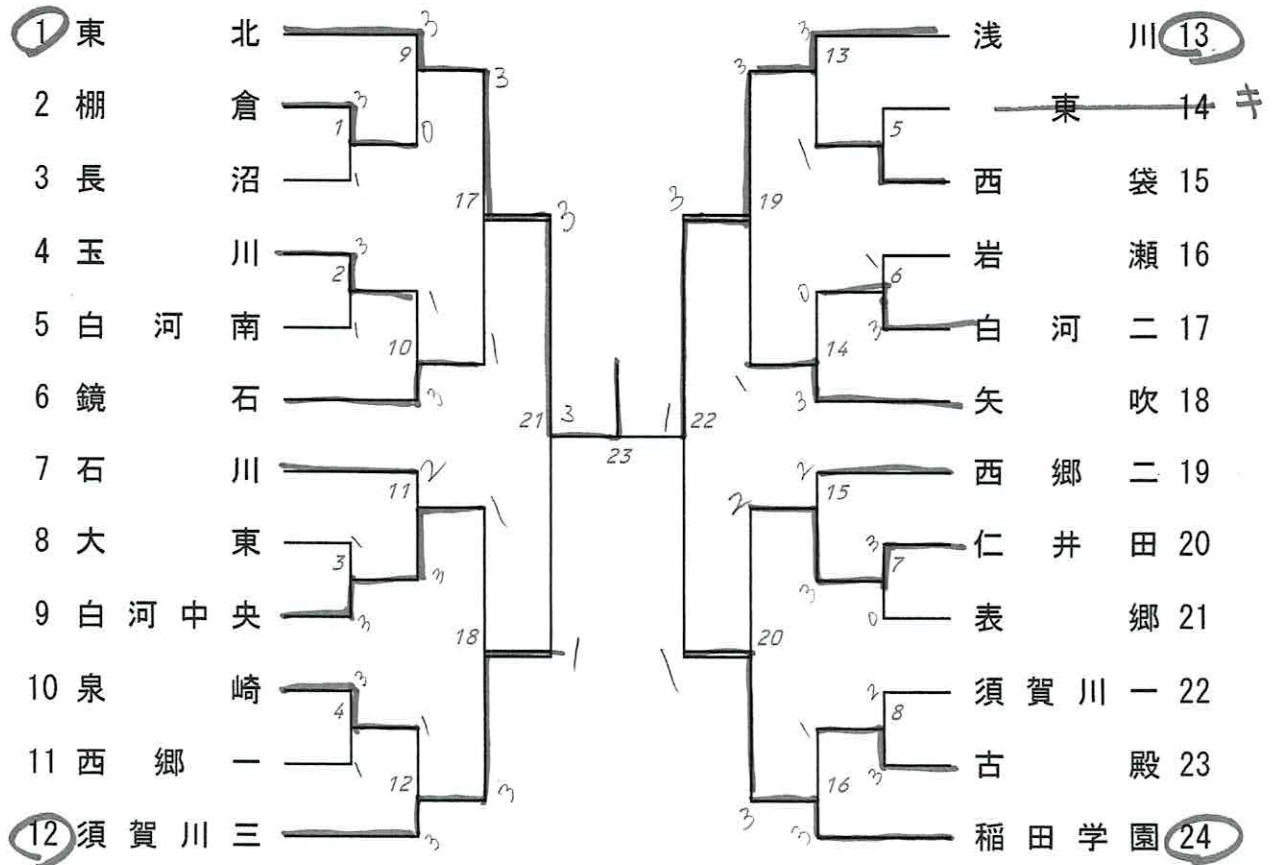 1 東北
2 棚倉
3 長沼
4 玉川
5 白河南
6 鏡石
7 石川
8 大東
9 白河中央
10 泉崎
11 西郷一
12 須賀川三
3
1
1
3
2
1
1
3
3
3
4
1
3
9
0
1
10
3
2
11
3
1
12
3
3
17
1
1
18
3
3
21
1
3
23
1
3
22
1
3
19
1
2
20
3
3
13
1
0
14
3
2
15
3
1
16
3
5
1
6
3
3
7
0
2
8
3
浅川 13
東 14 キ
西袋 15
岩瀬 16
白河二 17
矢吹 18
西郷二 19
仁井田 20
表郷 21
須賀川一 22
古殿 23
稲田学園 24